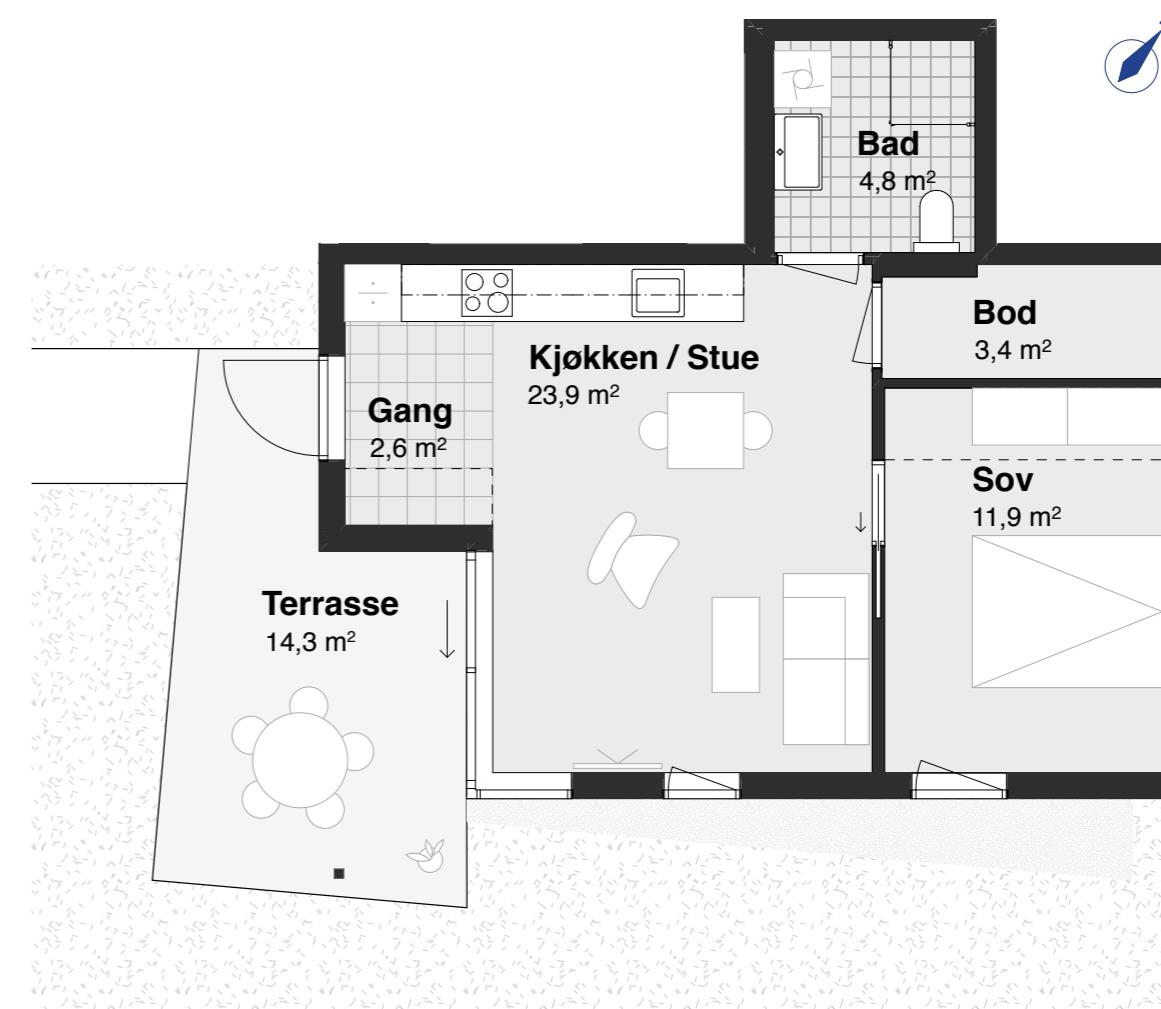 Bad
4,8 m²
Bod
3,4 m²
Kjøkken / Stue
23,9 m²
Gang
2,6 m²
Sov
11,9 m²
Terrasse
14,3 m²